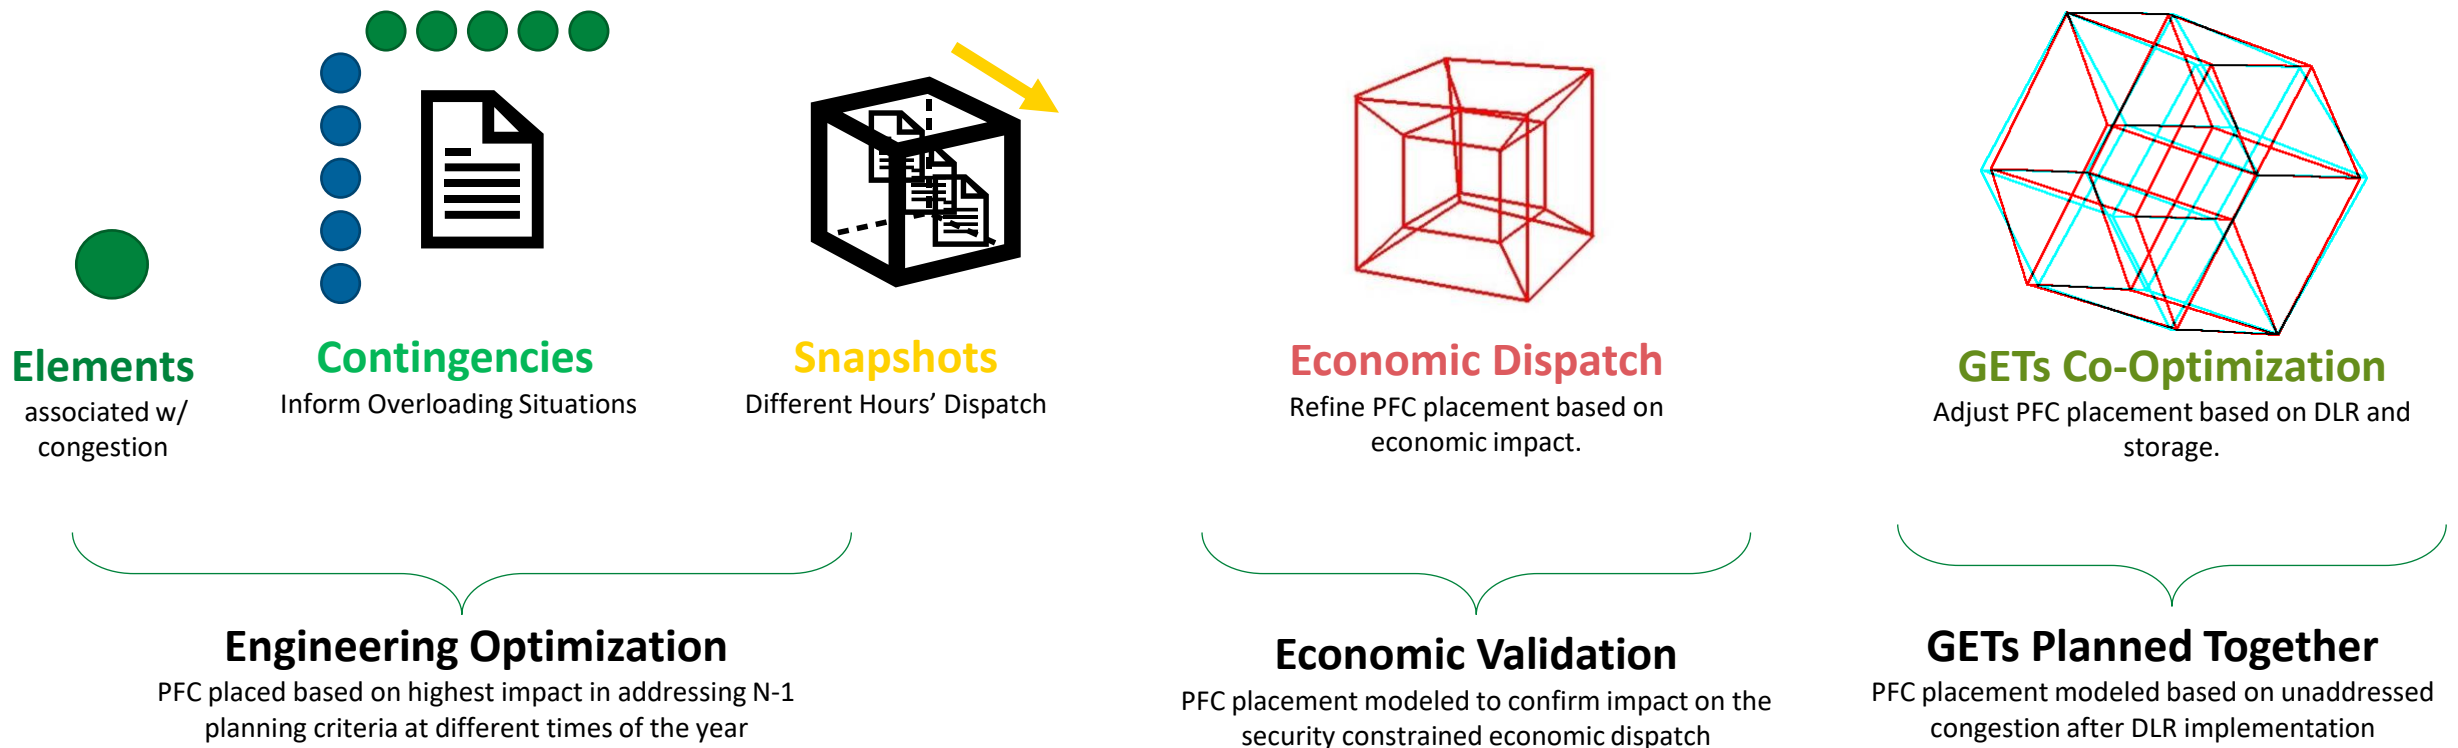 Elements
associated w/
congestion
Contingencies
Inform Overloading Situations
Snapshots
Different Hours’ Dispatch
Economic Dispatch
Refine PFC placement based on
economic impact.
GETs Co-Optimization
Adjust PFC placement based on DLR and
storage.
Engineering Optimization
PFC placed based on highest impact in addressing N-1
planning criteria at different times of the year
Economic Validation
PFC placement modeled to confirm impact on the
security constrained economic dispatch
GETs Planned Together
PFC placement modeled based on unaddressed
congestion after DLR implementation